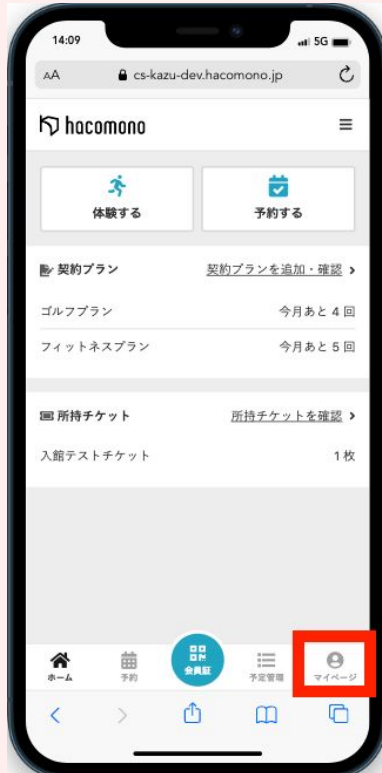 14:09
5G
AA cs-kazu-dev.hacomono.jp
hacomono
体験する
予約する
契約プラン 契約プランを追加・確認 >
ゴルフプラン 今月あと 4 回
フィットネスプラン 今月あと 5 回
所持チケット 所持チケットを確認 >
入館テストチケット 1 枚
ホーム 予約 会員証 予定管理 マイページ